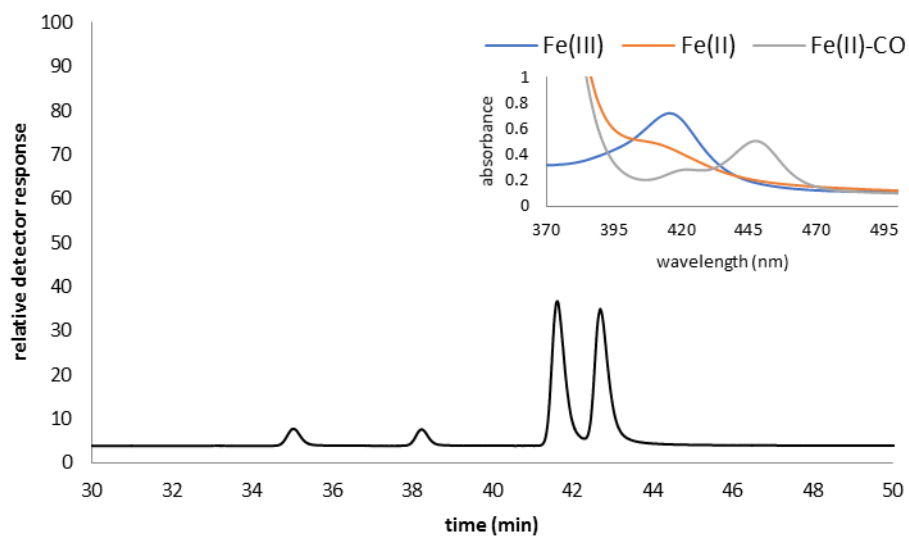 100
90
80
70
60
50
40
30
20
10
0
relative detector response
30 32 34 36 38 40 42 44 46 48 50
time (min)
Fe(III) Fe(II) Fe(II)-CO
1
0.8
0.6
0.4
0.2
0
absorbance
370 395 420 445 470 495
wavelength (nm)